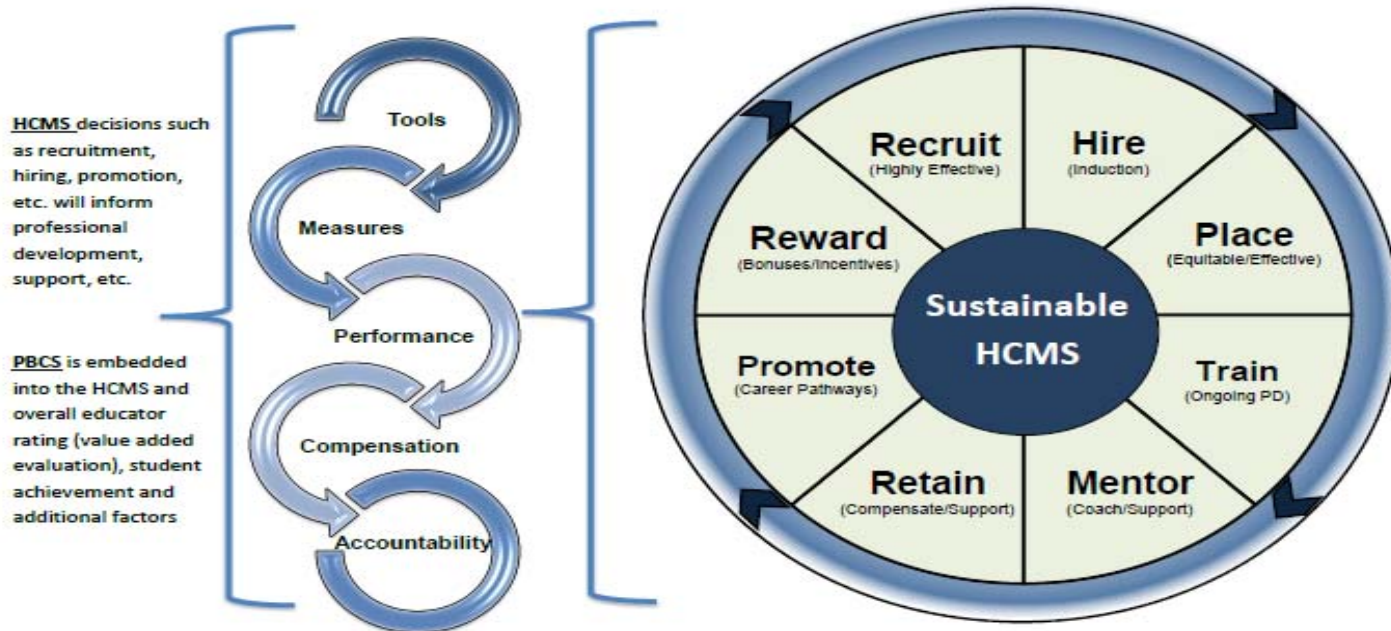 HCMS decisions such
as recruitment,
hiring, promotion,
etc. will inform
professional
development,
support, etc.
PBCS is embedded
into the HCMS and
overall educator
rating (value added
evaluation), student
achievement and
additional factors
Tools
Measures
Performance
Compensation
Accountability
Recruit
(Highly Effective)
Hire
(Induction)
Place
(Equitable/Effective)
Train
(Ongoing PD)
Mentor
(Coach/Support)
Retain
(Compensate/Support)
Promote
(Career Pathways)
Reward
(Bonuses/Incentives)
Sustainable
HCMS